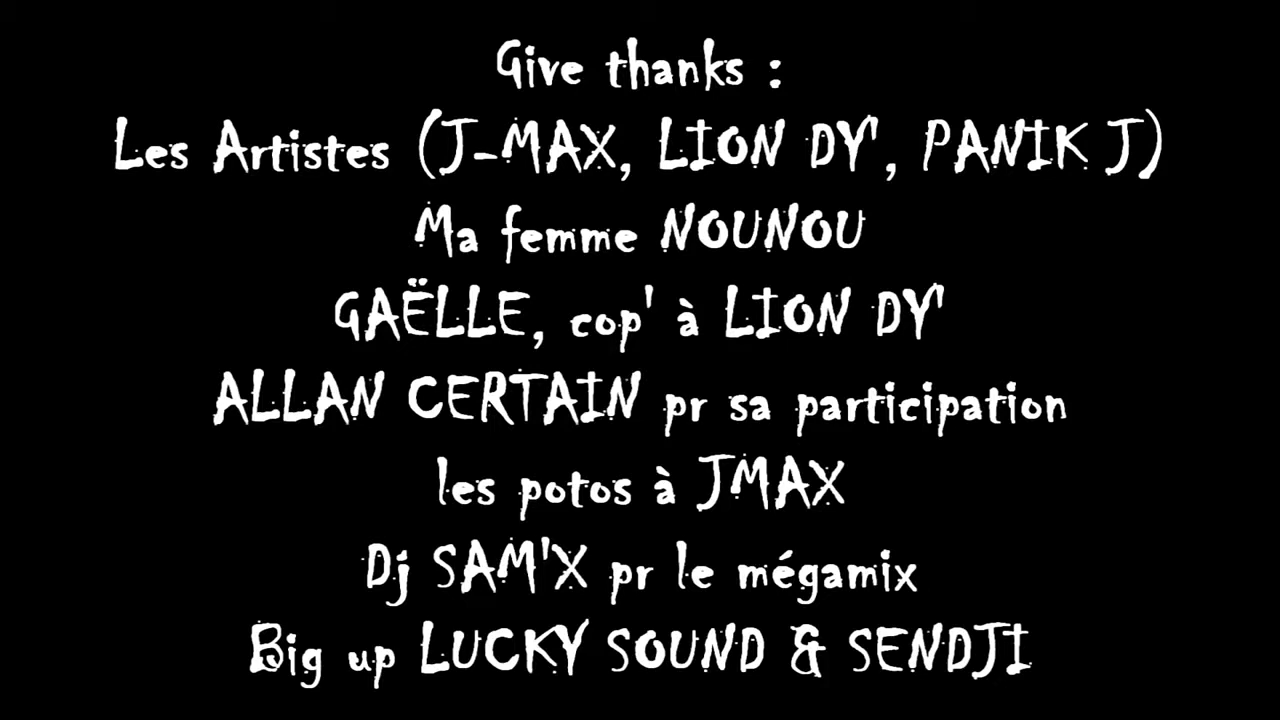 Give thanks :
Les Artistes (J-MAX, LION DY', PANIK J)
Ma femme NOUNOU
GAËLLE, cop' à LION DY'
ALLAN CERTAIN pr sa participation
les potos à JMAX
Dj SAM'X pr le mégamix
Big up LUCKY SOUND & SENDJI